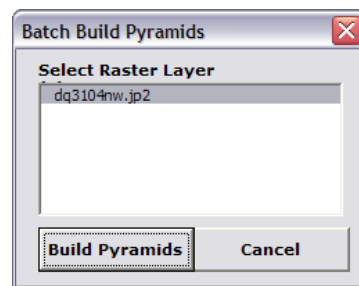 Batch Build Pyramids
Select Raster Layer
dq3104nw.jp2
Build Pyramids Cancel